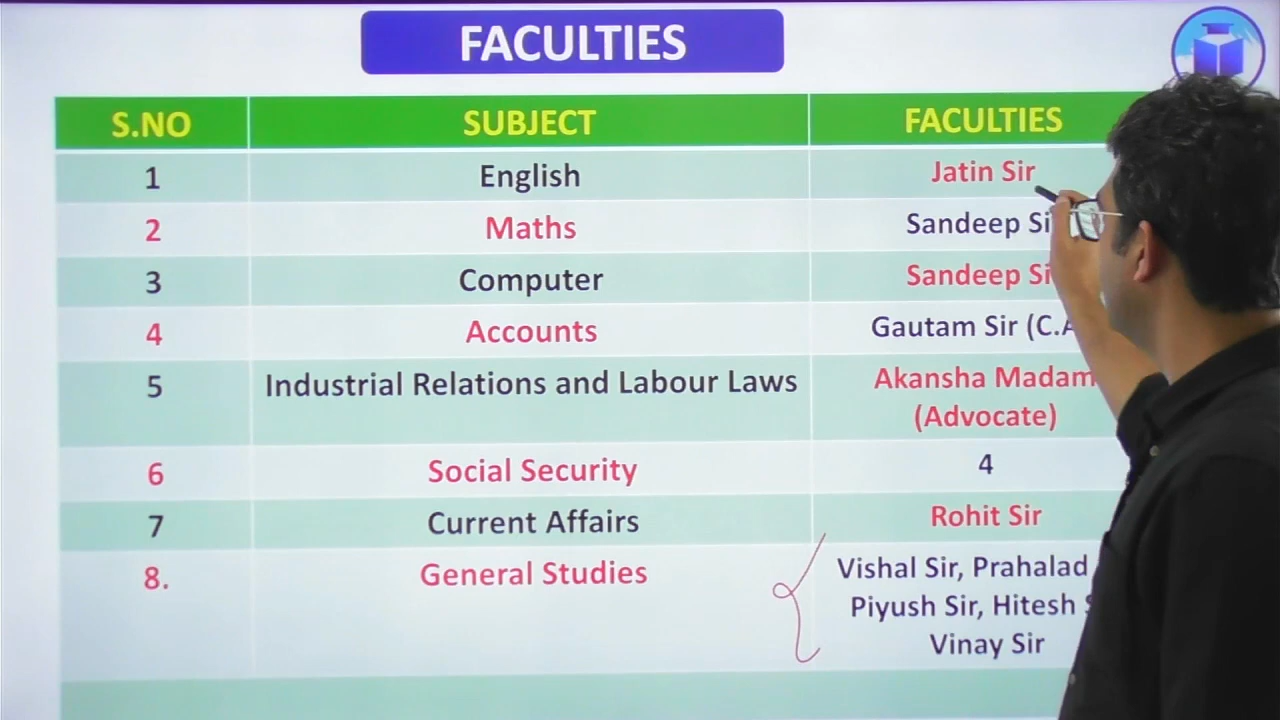 FACULTIES
S.NO SUBJECT FACULTIES
1 English Jatin Sir
2 Maths Sandeep
3 Computer Sandeep
4 Accounts Gautam Sir
5 Industrial Relations and Labour Laws Akansha Madam
(Advocate)
6 Social Security 4
7 Current Affairs Rohit Sir
8. General Studies Vishal Sir, Prahalad
Piyush Sir, Hitesh
Vinay Sir